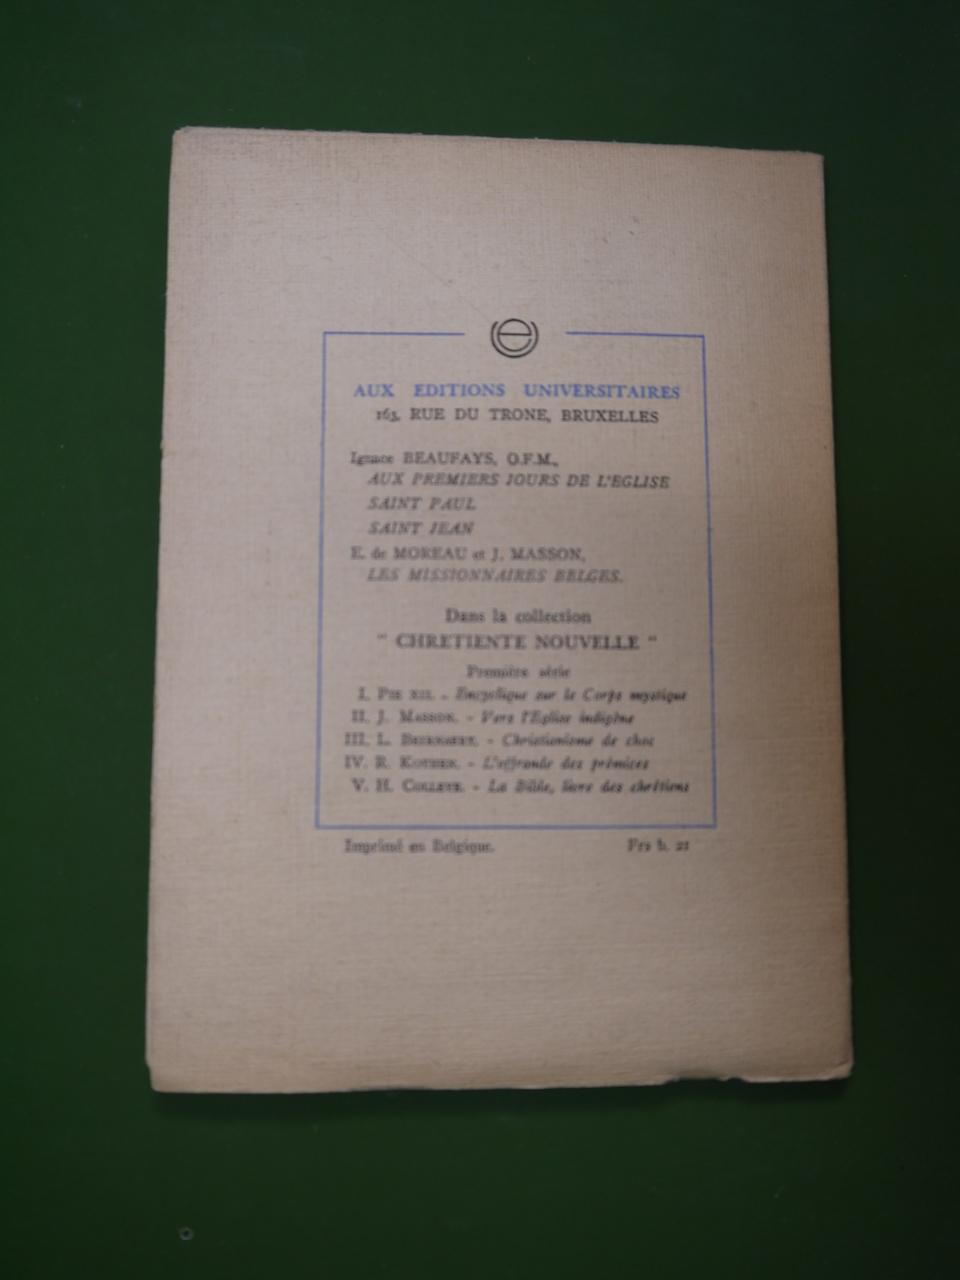 AUX EDITIONS UNIVERSITAIRES
163, RUE DU TRONE, BRUXELLES
Ignace BEAUFAYS, O.F.M.,
AUX PREMIERS JOURS DE L'EGLISE
SAINT PAUL
SAINT JEAN
E. de MOREAU et J. MASSON,
LES MISSIONNAIRES BELGES.
Dans la collection
" CHRETIENTE NOUVELLE "
Première série
I. PIE XII. - Encyclique sur le Corps mystique
II. J. MASSON. - Vers l'Eglise indigène
III. L. - Christianisme de choc
IV. R. KOTHEN. - L'offrande des prémices
V. H. - La Bible, livre des chrétiens
Imprimé en Belgique. Frs b. 21